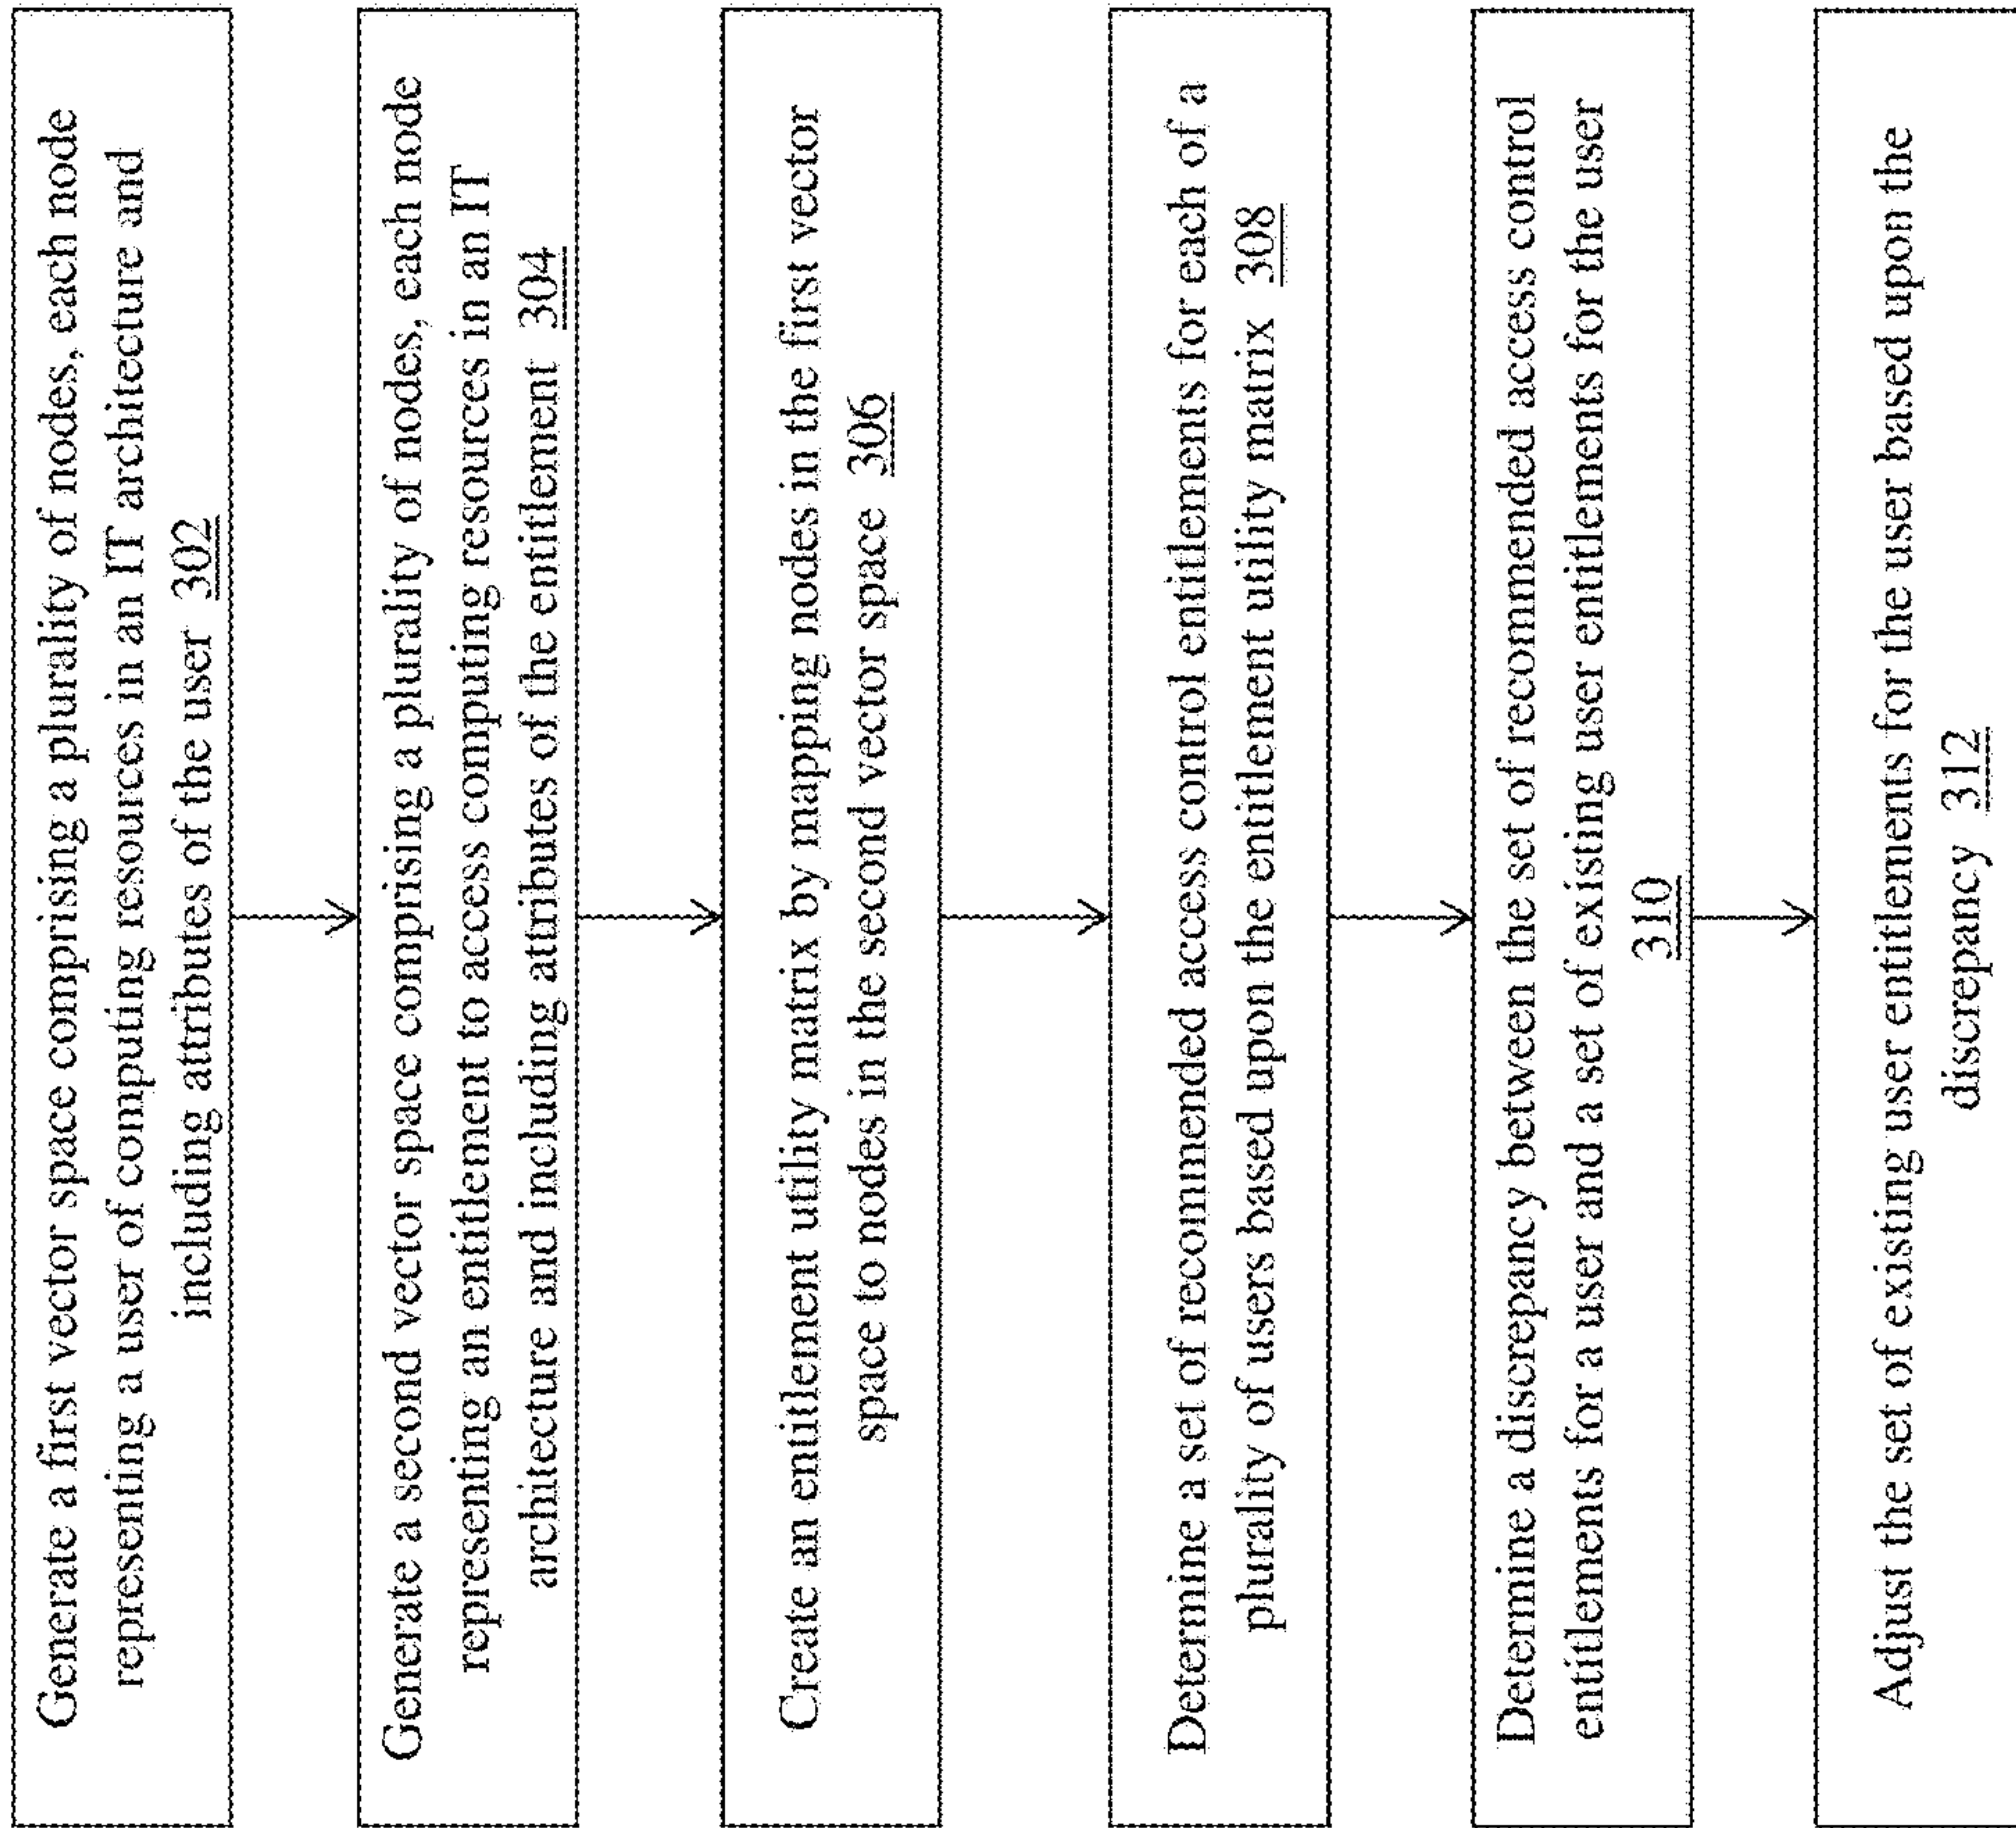 Generate a first vector space comprising a plurality of nodes, each node
representing a user of computing resources in an IT architecture and
including attributes of the user 302
Generate a second vector space comprising a plurality of nodes, each node
representing an entitlement to access computing resources in an IT
architecture and including attributes of the entitlement 304
Create an entitlement utility matrix by mapping nodes in the first vector
space to nodes in the second vector space 306
Determine a set of recommended access control entitlements for each of a
plurality of users based upon the entitlement utility matrix 308
Determine a discrepancy between the set of recommended access control
entitlements for a user and a set of existing user entitlements for the user
310
Adjust the set of existing user entitlements for the user based upon the
discrepancy 312